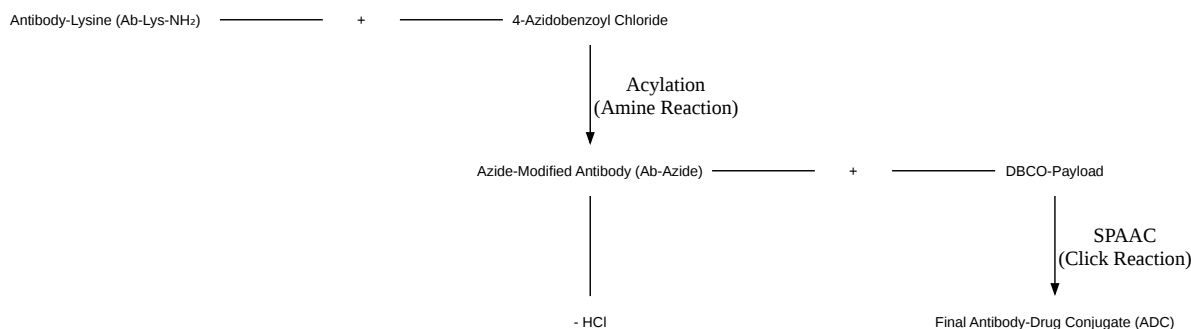 Antibody-Lysine (Ab-Lys-NH₂) + 4-Azidobenzoyl Chloride
Acylation
(Amine Reaction)
Azide-Modified Antibody (Ab-Azide) + DBCO-Payload
SPAAC
(Click Reaction)
- HCl Final Antibody-Drug Conjugate (ADC)